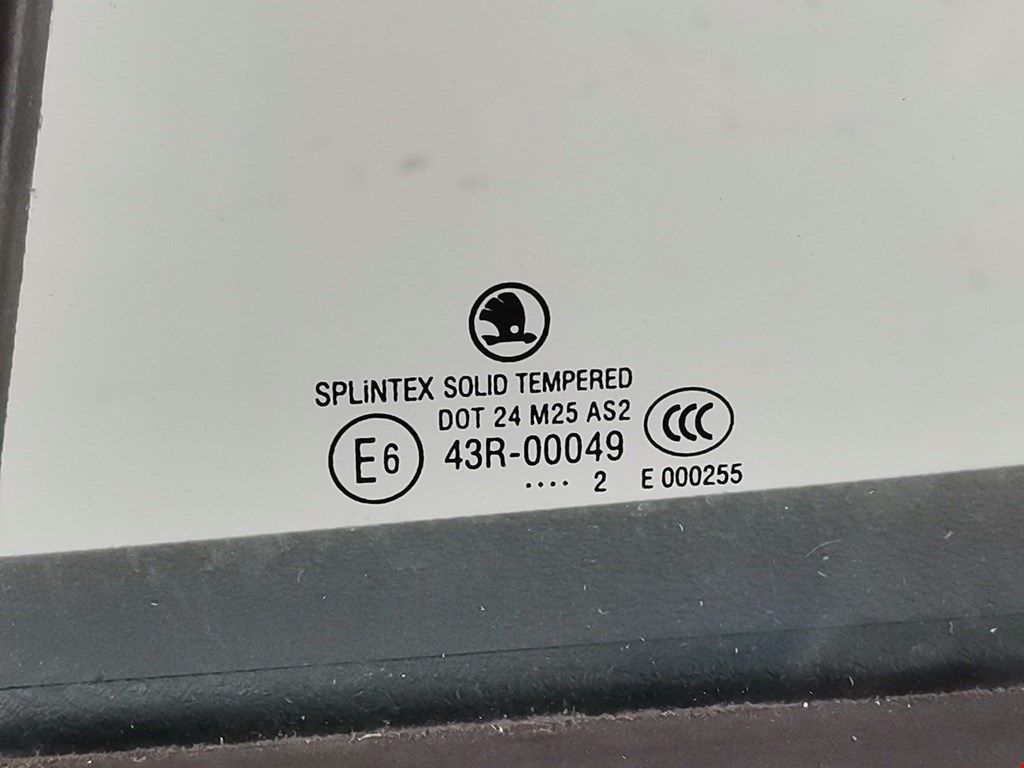 SPLiNTEX SOLID TEMPERED
DOT 24 M25 AS2
CCC
E6 43R-00049
.... 2 E 000255